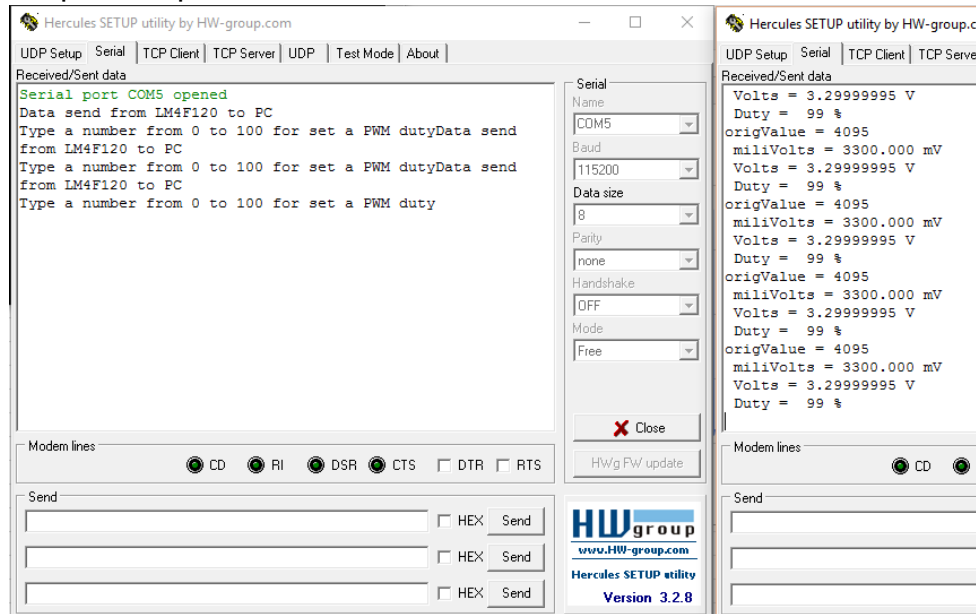 Hercules SETUP utility by HW-group.com
UDP Setup Serial TCP Client TCP Server UDP Test Mode About
Received/Sent data
Serial port COM5 opened
Data send from LM4F120 to PC
Type a number from 0 to 100 for set a PWM dutyData send
from LM4F120 to PC
Type a number from 0 to 100 for set a PWM dutyData send
from LM4F120 to PC
Type a number from 0 to 100 for set a PWM duty
Serial
Name
COM5
Baud
115200
Data size
8
Parity
none
Handshake
OFF
Mode
Free
Close
HWg FW update
Modem lines
CD RI DSR CTS DTR RTS
Send
HEX Send
HEX Send
HEX Send
HW group
www.HW-group.com
Hercules SETUP utility
Version 3.2.8
Hercules SETUP utility by HW-group.c
UDP Setup Serial TCP Client TCP Serve
Received/Sent data
Volts = 3.29999995 V
Duty = 99 %
origValue = 4095
miliVolts = 3300.000 mV
Volts = 3.29999995 V
Duty = 99 %
origValue = 4095
miliVolts = 3300.000 mV
Volts = 3.29999995 V
Duty = 99 %
origValue = 4095
miliVolts = 3300.000 mV
Volts = 3.29999995 V
Duty = 99 %
origValue = 4095
miliVolts = 3300.000 mV
Volts = 3.29999995 V
Duty = 99 %
Modem lines
CD
Send